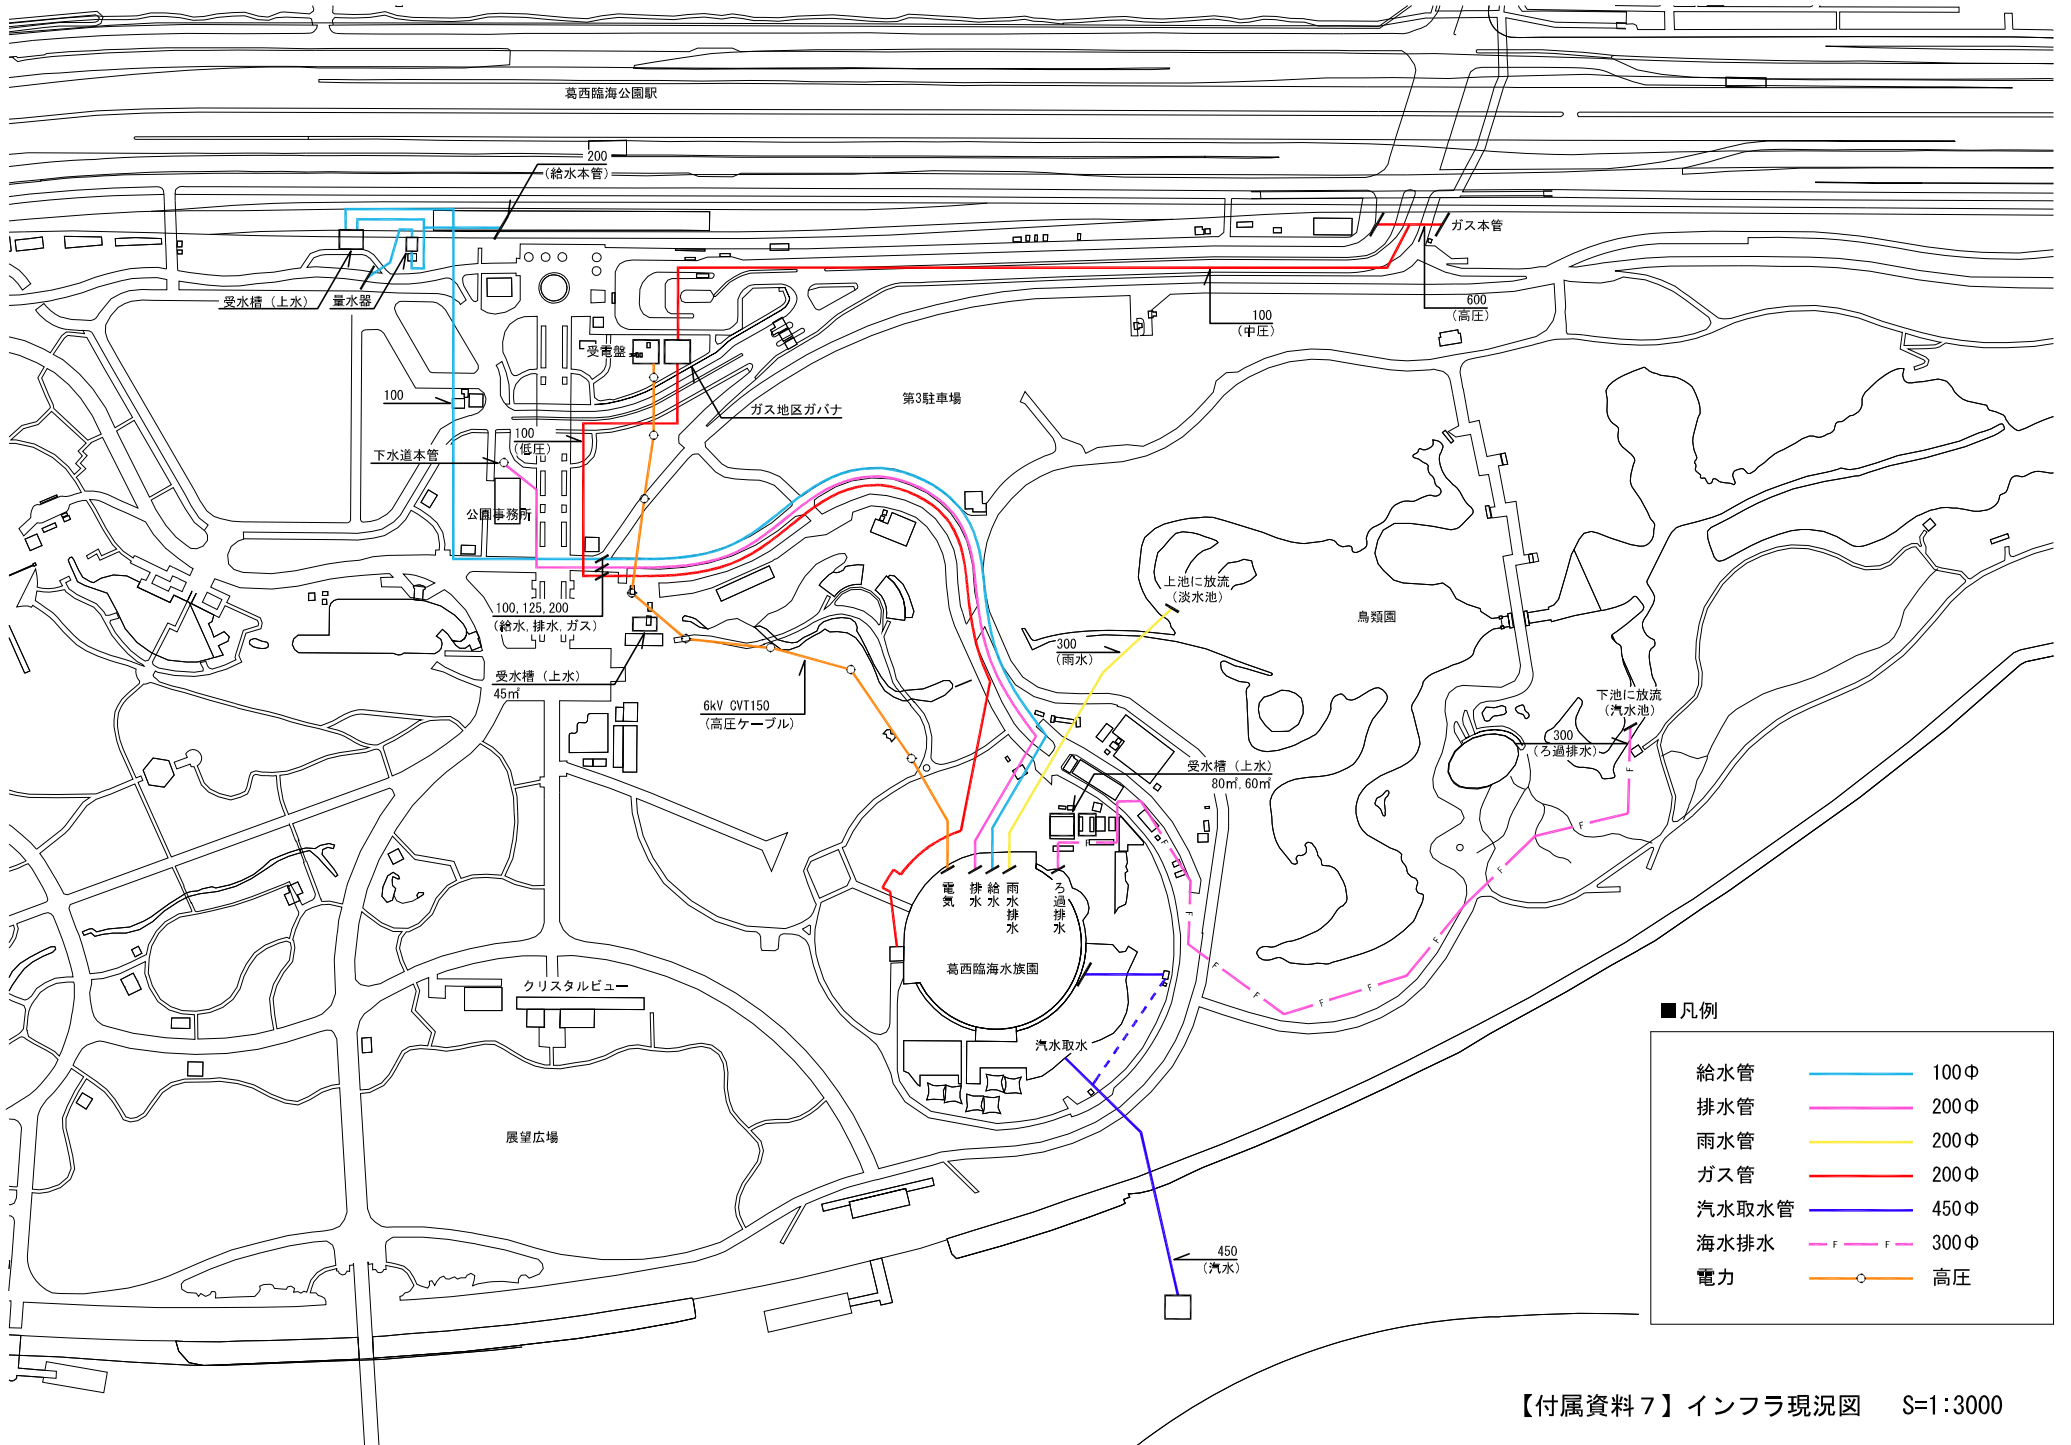 葛西臨海公園駅
200
(給水本管)
ガス本管
受水槽(上水)
量水器
600
(高圧)
100
(中圧)
受電盤
100
ガス地区ガバナ
第3駐車場
100
(低圧)
下水道本管
公園事務所
上池に放流
(淡水池)
鳥類園
100,125,200
(給水,排水,ガス)
300
(雨水)
受水槽(上水)
45㎥
6kV CVT150
(高圧ケーブル)
下池に放流
(汽水池)
300
(ろ過排水)
受水槽(上水)
80㎥,60㎥
F
F
F
F
F
F
F
F
F
F
F
電気
排水
給水
雨水排水
ろ過排水
葛西臨海水族園
クリスタルビュー
汽水取水
展望広場
450
(汽水)
■凡例
給水管 100Φ
排水管 200Φ
雨水管 200Φ
ガス管 200Φ
汽水取水管 450Φ
海水排水 F F 300Φ
電力 高圧
【付属資料７】インフラ現況図 S=1:3000